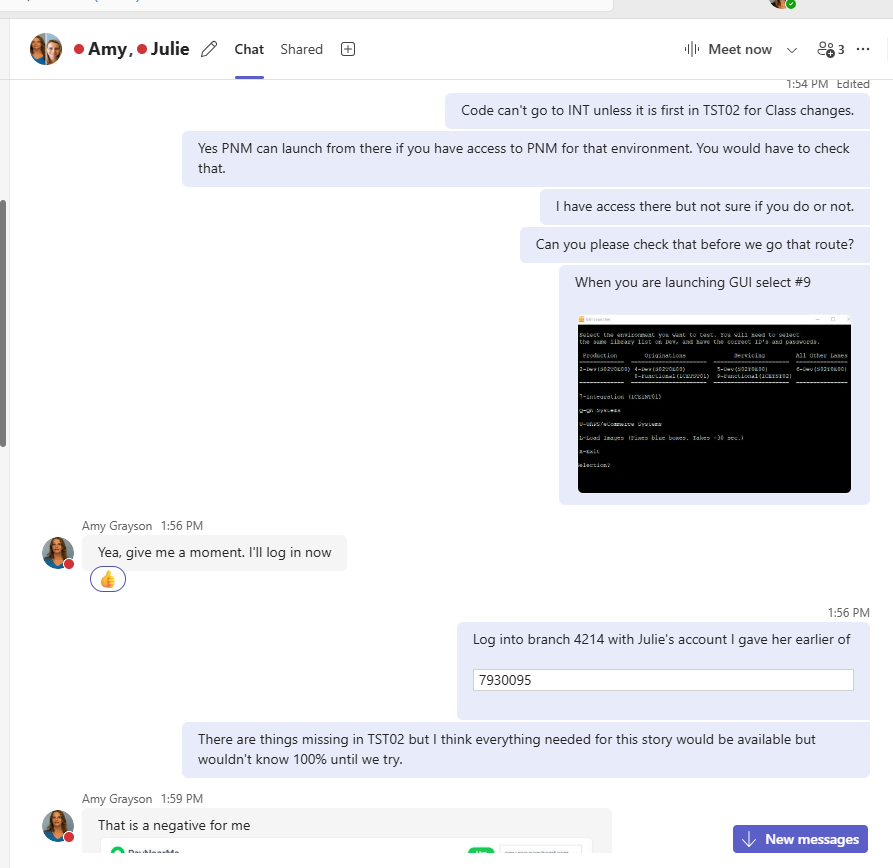 Amy, Julie
Chat
Shared
Meet now
3
1:54 PM Edited
Code can't go to INT unless it is first in TST02 for Class changes.
Yes PNM can launch from there if you have access to PNM for that environment. You would have to check
that.
I have access there but not sure if you do or not.
Can you please check that before we go that route?
When you are launching GUI select #9
Select the environment you want to test. You will need to select
the same library list on Dev, and have the correct ID's and passwords.
Production Originations Servicing All Other Lanes
2-Dev(S02TOE00) 4-Dev(S02TOE00) 5-Dev(S02TOE00) 6-Dev(S02TOE00)
8-Functional(ICETST01) 9-Functional(ICETST02)
7-Integration (ICEINT01)
Q-QA Systems
L-Load Images (Fixes blue boxes. Takes ~30 sec.)
X-Exit
Selection?
Amy Grayson 1:56 PM
Yea, give me a moment. I'll log in now
1:56 PM
Log into branch 4214 with Julie's account I gave her earlier of
7930095
There are things missing in TST02 but I think everything needed for this story would be available but
wouldn't know 100% until we try.
Amy Grayson 1:59 PM
That is a negative for me
PayNearMe
New messages